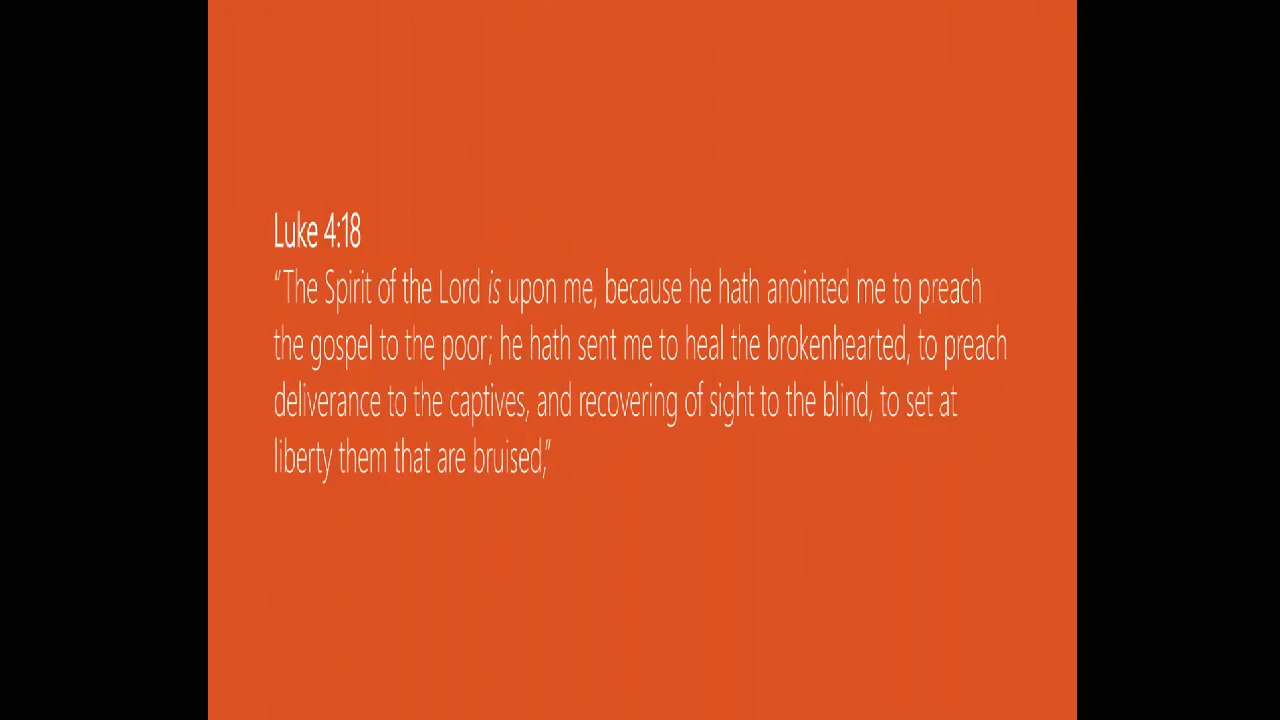 Luke 4:18
“The Spirit of the Lord is upon me, because he hath anointed me to preach
the gospel to the poor; he hath sent me to heal the brokenhearted, to preach
deliverance to the captives, and recovering of sight to the blind, to set at
liberty them that are bruised,”